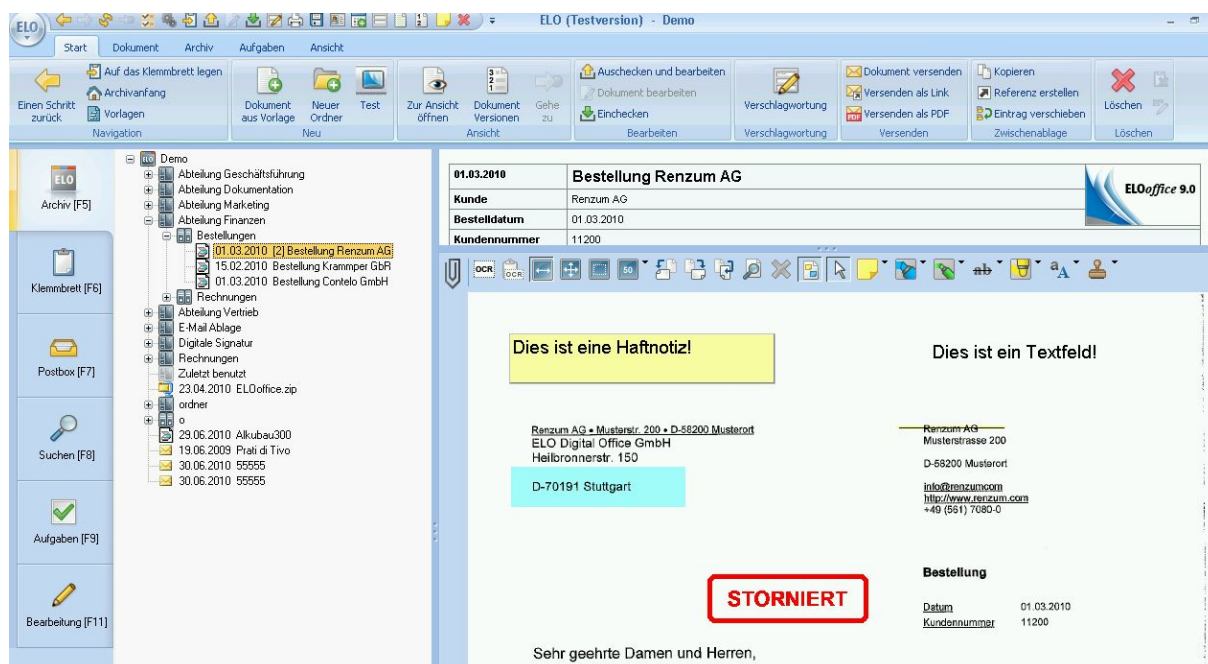 ELO
ELO (Testversion) - Demo
Start Dokument Archiv Aufgaben Ansicht
Einen Schritt zurück
Auf das Klemmbrett legen
Archivanfang
Vorlagen
Navigation
Dokument aus Vorlage
Neuer Ordner
Test
Neu
Zur Ansicht öffnen
Dokument Versionen
Gehe zu
Ansicht
Auschecken und bearbeiten
Dokument bearbeiten
Einchecken
Bearbeiten
Verschlagwortung
Verschlagwortung
Dokument versenden
Versenden als Link
Versenden als PDF
Versenden
Kopieren
Referenz erstellen
Eintrag verschieben
Zwischenablage
Löschen
Löschen
ELO
Archiv [F5]
Klemmbrett [F6]
Postbox [F7]
Suchen [F8]
Aufgaben [F9]
Bearbeitung [F11]
Demo
Abteilung Geschäftsführung
Abteilung Dokumentation
Abteilung Marketing
Abteilung Finanzen
Bestellungen
01.03.2010 [2] Bestellung Renzum AG
15.02.2010 Bestellung Krammper GbR
01.03.2010 Bestellung Contelo GmbH
Rechnungen
Abteilung Vertrieb
E-Mail Ablage
Digitale Signatur
Rechnungen
Zuletzt benutzt
23.04.2010 ELOoffice.zip
ordner
o
29.06.2010 Alkubau300
19.06.2009 Prati di Tivo
30.06.2010 55555
30.06.2010 55555
01.03.2010 Bestellung Renzum AG
Kunde Renzum AG
Bestelldatum 01.03.2010
Kundennummer 11200
ELOoffice 9.0
OCR OCR 50 ab aA
Dies ist eine Haftnotiz!
Dies ist ein Textfeld!
Renzum AG • Musterstr. 200 • D-58200 Musterort
ELO Digital Office GmbH
Heilbronnerstr. 150
D-70191 Stuttgart
Renzum AG
Musterstrasse 200
D-58200 Musterort
info@renzumcom
http://www.renzum.com
+49 (561) 7080-0
Bestellung
STORNIERT
Datum 01.03.2010
Kundennummer 11200
Sehr geehrte Damen und Herren,